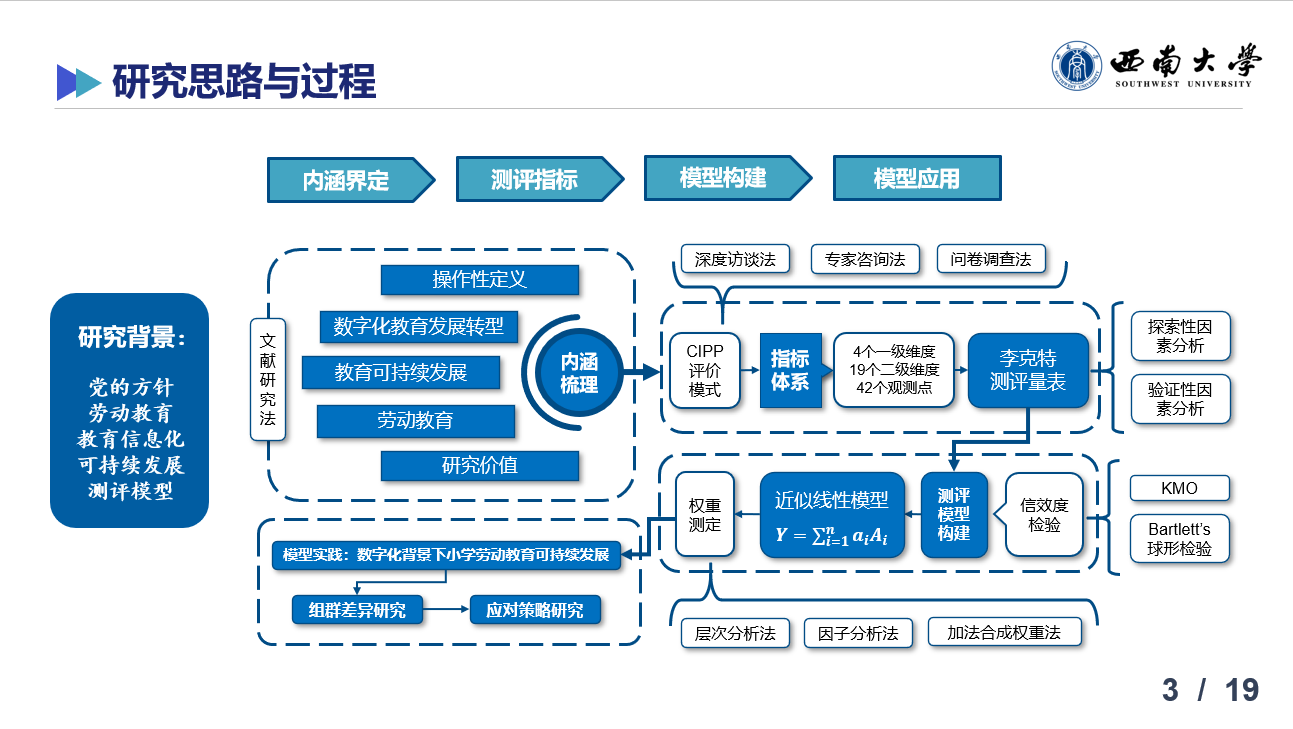 研究思路与过程
西南大学
SOUTHWEST UNIVERSITY
内涵界定
测评指标
模型构建
模型应用
研究背景：
党的方针
劳动教育
教育信息化
可持续发展
测评模型
文献研究法
操作性定义
数字化教育发展转型
教育可持续发展
劳动教育
研究价值
内涵
梳理
深度访谈法
专家咨询法
问卷调查法
CIPP
评价
模式
指标
体系
4个一级维度
19个二级维度
42个观测点
李克特
测评量表
探索性因
素分析
验证性因
素分析
权重
测定
近似线性模型
Y = ∑ⁿᵢ₌₁ aᵢAᵢ
测评
模型
构建
信效度
检验
KMO
Bartlett’s
球形检验
层次分析法
因子分析法
加法合成权重法
模型实践：数字化背景下小学劳动教育可持续发展
组群差异研究
应对策略研究
3 / 19